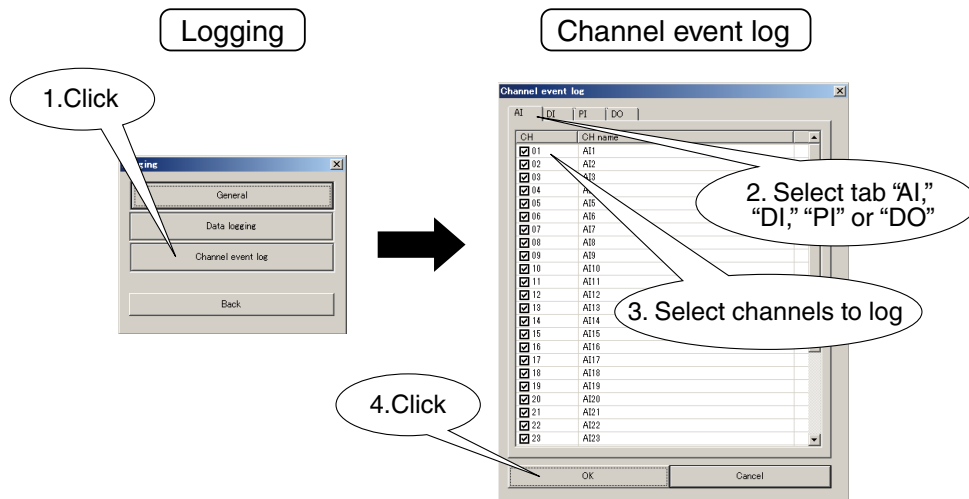 Logging
Channel event log
1.Click
Logging
General
Data logging
Channel event log
Back
Channel event log
AI DI PI DO
CH CH name
01 AI1
02 AI2
03 AI3
04 AI4
05 AI5
06 AI6
07 AI7
08 AI8
09 AI9
10 AI10
11 AI11
12 AI12
13 AI13
14 AI14
15 AI15
16 AI16
17 AI17
18 AI18
19 AI19
20 AI20
21 AI21
22 AI22
23 AI23
OK Cancel
2. Select tab “AI,”
“DI,” “PI” or “DO”
3. Select channels to log
4.Click